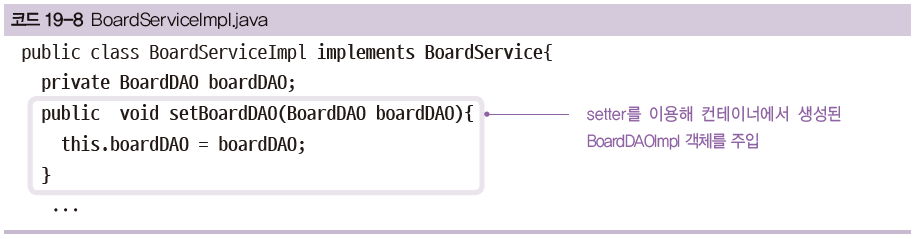 코드 19-8 BoardServiceImpl.java
public class BoardServiceImpl implements BoardService{
private BoardDAO boardDAO;
public  void setBoardDAO(BoardDAO boardDAO){
this.boardDAO = boardDAO;
}
...
setter를 이용해 컨테이너에서 생성된
BoardDAOImpl 객체를 주입